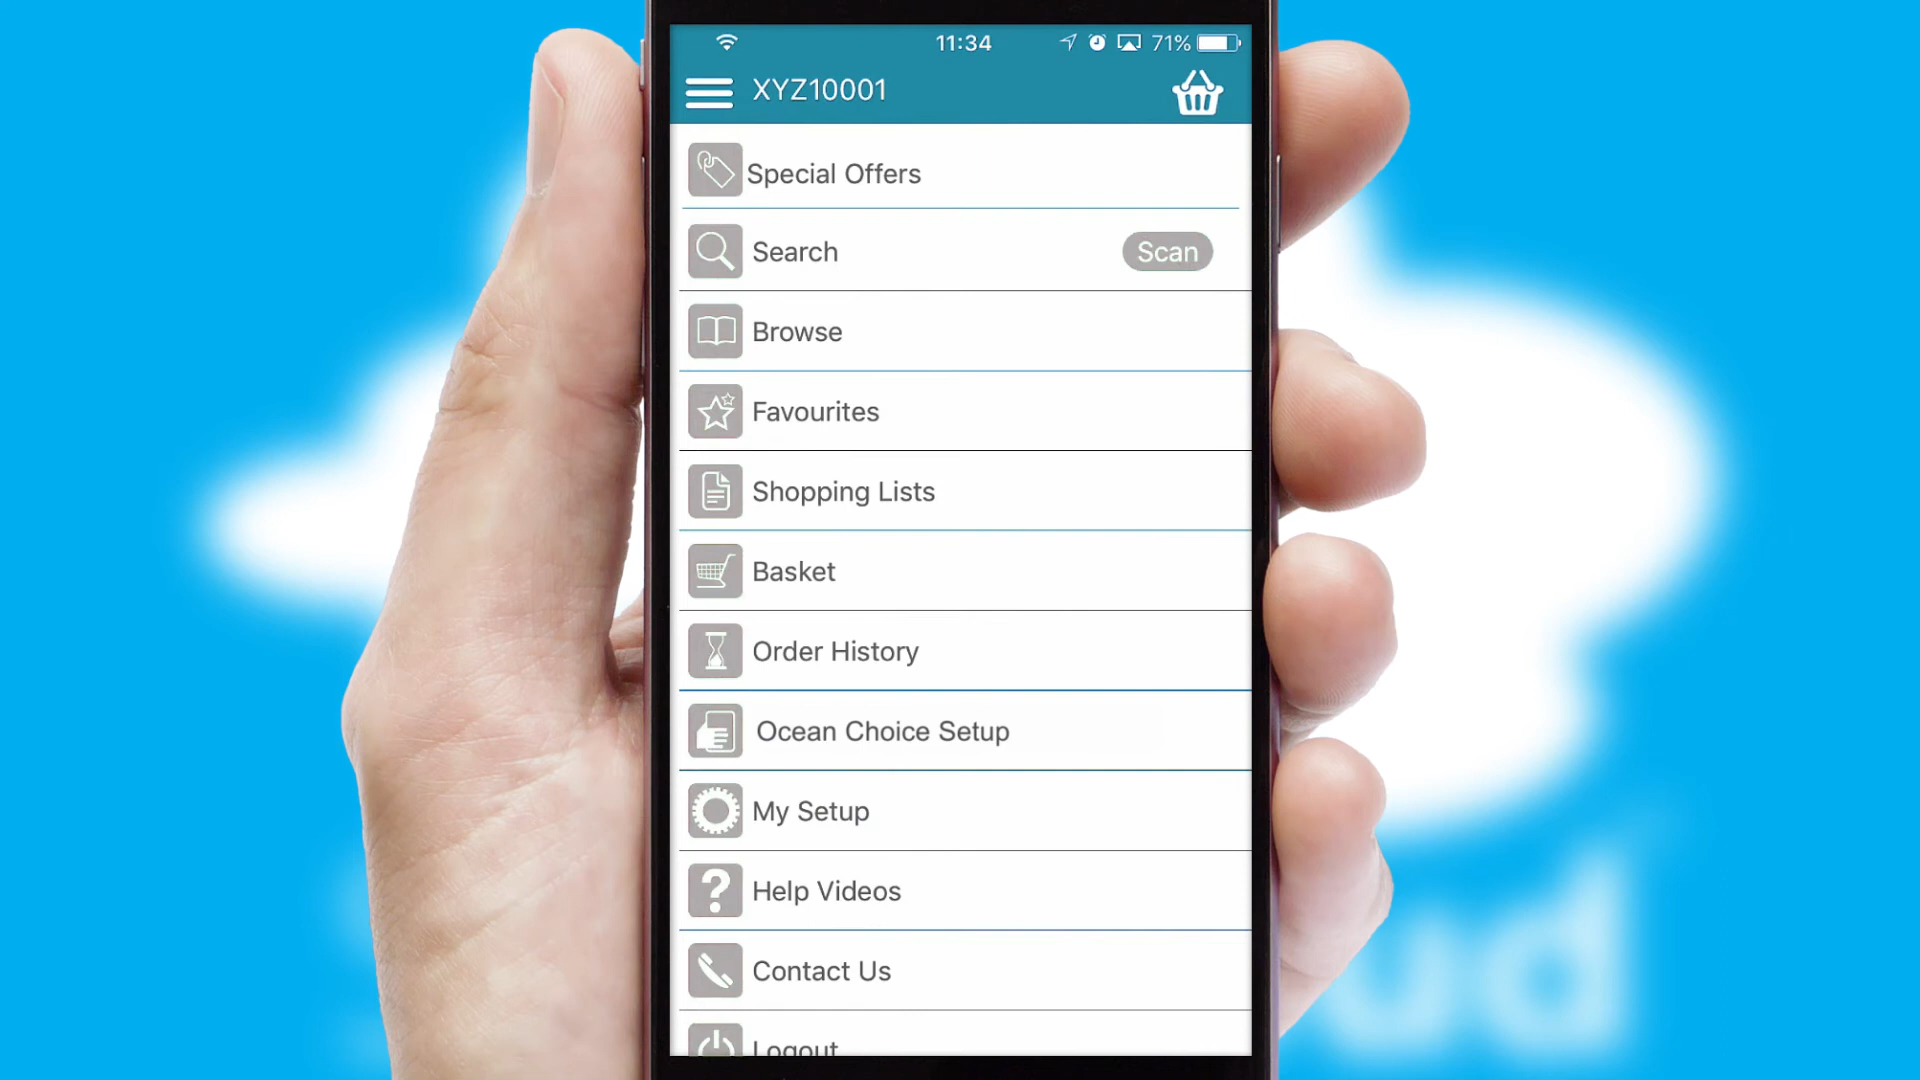 11:34 71%
XYZ10001
Special Offers
Search Scan
Browse
Favourites
Shopping Lists
Basket
Order History
Ocean Choice Setup
My Setup
Help Videos
Contact Us
Logout